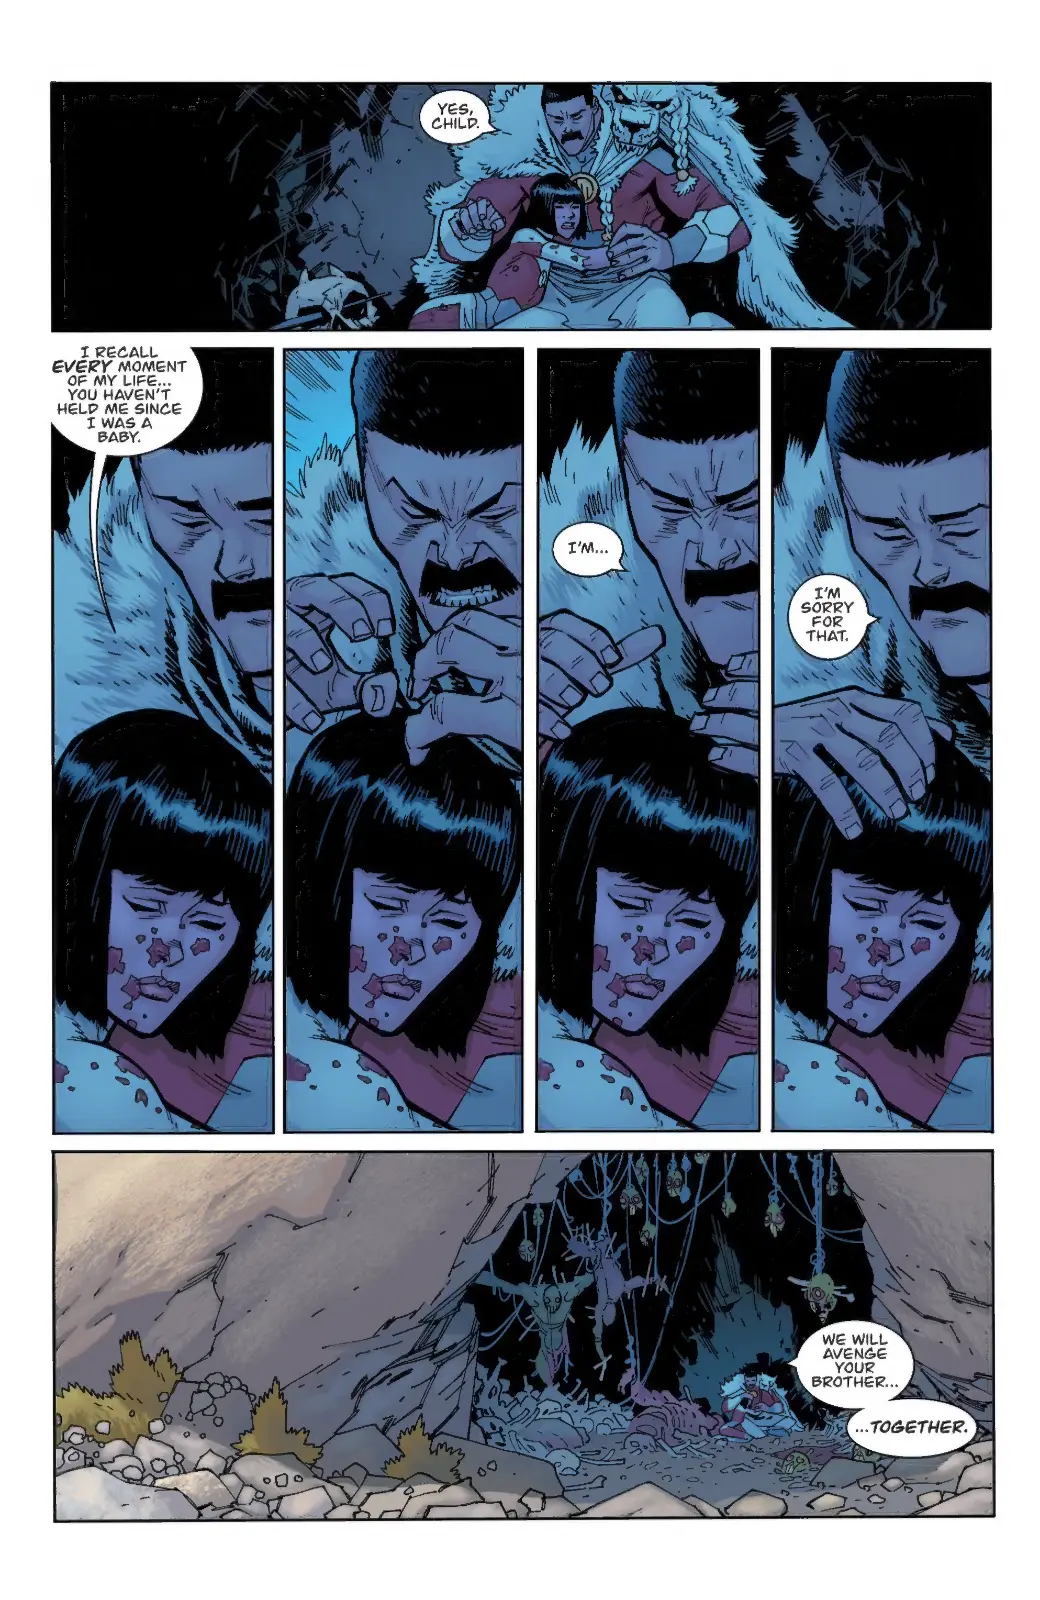 YES,
CHILD.
I RECALL
EVERY MOMENT
OF MY LIFE...
YOU HAVEN'T
HELD ME SINCE
I WAS A
BABY.
I'M...
I'M
SORRY
FOR
THAT.
WE WILL
AVENGE
YOUR
BROTHER...
...TOGETHER.